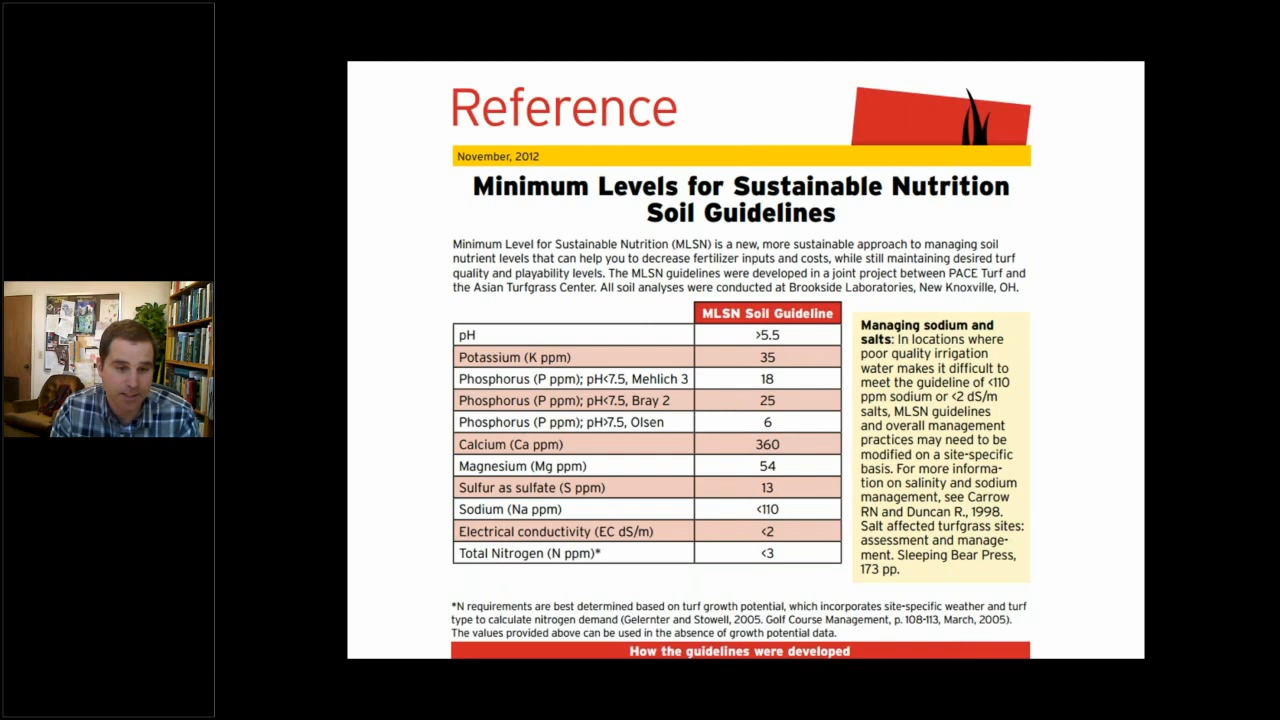 Reference
November, 2012
Minimum Levels for Sustainable Nutrition
Soil Guidelines
Minimum Level for Sustainable Nutrition (MLSN) is a new, more sustainable approach to managing soil
nutrient levels that can help you to decrease fertilizer inputs and costs, while still maintaining desired turf
quality and playability levels. The MLSN guidelines were developed in a joint project between PACE Turf and
the Asian Turfgrass Center. All soil analyses were conducted at Brookside Laboratories, New Knoxville, OH.
MLSN Soil Guideline
pH >5.5
Potassium (K ppm) 35
Phosphorus (P ppm); pH<7.5, Mehlich 3 18
Phosphorus (P ppm); pH<7.5, Bray 2 25
Phosphorus (P ppm); pH>7.5, Olsen 6
Calcium (Ca ppm) 360
Magnesium (Mg ppm) 54
Sulfur as sulfate (S ppm) 13
Sodium (Na ppm) <110
Electrical conductivity (EC dS/m) <2
Total Nitrogen (N ppm)* <3
Managing sodium and
salts: In locations where
poor quality irrigation
water makes it difficult to
meet the guideline of <110
ppm sodium or <2 dS/m
salts, MLSN guidelines
and overall management
practices may need to be
modified on a site-specific
basis. For more informa-
tion on salinity and sodium
management, see Carrow
RN and Duncan R., 1998.
Salt affected turfgrass sites:
assessment and manage-
ment. Sleeping Bear Press,
173 pp.
*N requirements are best determined based on turf growth potential, which incorporates site-specific weather and turf
type to calculate nitrogen demand (Gelernter and Stowell, 2005. Golf Course Management, p. 108-113, March, 2005).
The values provided above can be used in the absence of growth potential data.
How the guidelines were developed